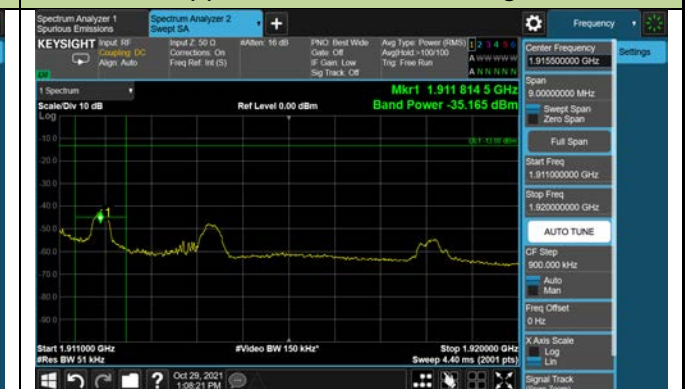 Spectrum Analyzer 1
Spurious Emissions
Spectrum Analyzer 2
Swept SA
Frequency
KEYSIGHT
Input: RF
Coupling: DC
Align: Auto
Input Z: 50 Ω
Corrections: On
Freq Ref: Int (S)
#Atten: 16 dB
PNO: Best Wide
Gate: Off
IF Gain: Low
Sig Track: Off
Avg Type: Power (RMS)
Avg|Hold:>100/100
Trig: Free Run
1 2 3 4 5 6
A W W W W W
A N N N N N
Center Frequency
1.915500000 GHz
Settings
Span
9.00000000 MHz
Swept Span
Zero Span
Full Span
Start Freq
1.911000000 GHz
Stop Freq
1.920000000 GHz
AUTO TUNE
CF Step
900.000 kHz
Auto
Man
Freq Offset
0 Hz
X Axis Scale
Log
Lin
Signal Track
1 Spectrum
Scale/Div 10 dB
Log
Ref Level 0.00 dBm
Mkr1 1.911 814 5 GHz
Band Power -35.165 dBm
DL1 -13.00 dBm
1
-10.0
-20.0
-30.0
-40.0
-50.0
-60.0
-70.0
-80.0
-90.0
Start 1.911000 GHz
#Res BW 51 kHz
#Video BW 150 kHz*
Stop 1.920000 GHz
Sweep 4.40 ms (2001 pts)
?
Oct 29, 2021
1:08:21 PM